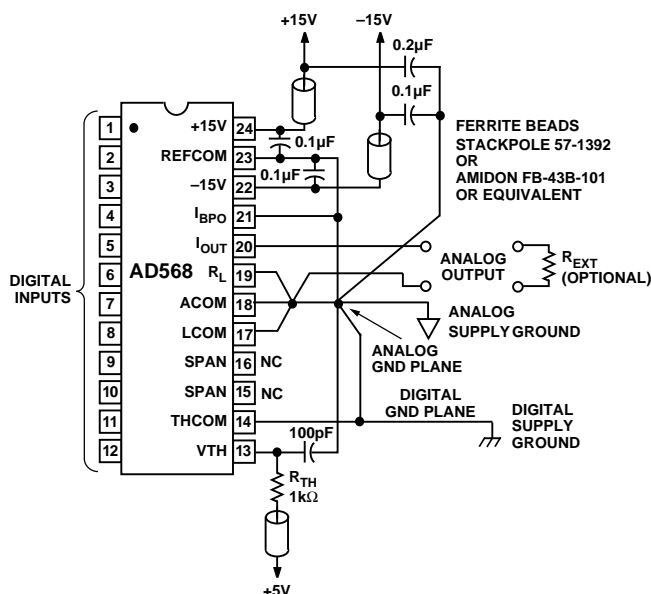 +15V
–15V
0.2µF
0.1µF
FERRITE BEADS
STACKPOLE 57-1392
OR
AMIDON FB-43B-101
OR EQUIVALENT
1
+15V
24
0.1µF
2
REFCOM
23
0.1µF
3
–15V
22
4
IBPO
21
5
IOUT
20
ANALOG
OUTPUT
REXT
(OPTIONAL)
DIGITAL
INPUTS
6
AD568
RL
19
7
ACOM
18
ANALOG
SUPPLY GROUND
8
LCOM
17
ANALOG
GND PLANE
9
SPAN
16
NC
10
SPAN
15
NC
DIGITAL
GND PLANE
11
THCOM
14
DIGITAL
SUPPLY
GROUND
12
VTH
13
100pF
RTH
1kΩ
+5V